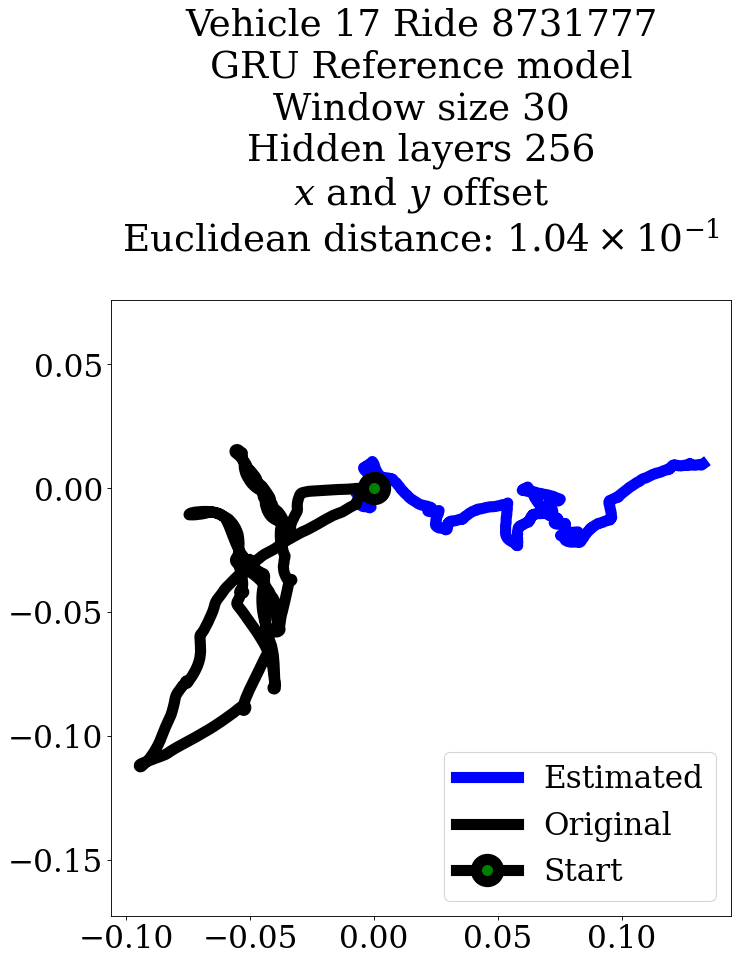 Vehicle 17 Ride 8731777
GRU Reference model
Window size 30
Hidden layers 256
x and y offset
Euclidean distance: 1.04 × 10⁻¹
0.05
0.00
−0.05
−0.10
−0.15
Estimated
Original
Start
−0.10 −0.05 0.00 0.05 0.10